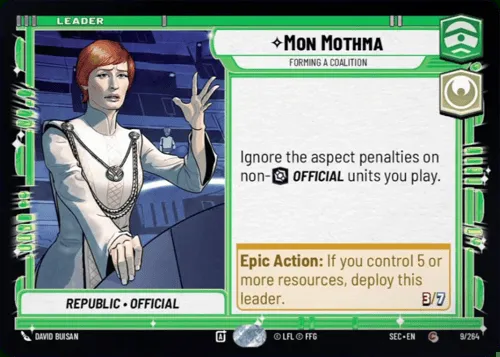 LEADER
MON MOTHMA
FORMING A COALITION
Ignore the aspect penalties on
non- OFFICIAL units you play.
Epic Action: If you control 5 or
more resources, deploy this
leader.
3/7
REPUBLIC • OFFICIAL
DAVID BUISAN
A
© LFL © FFG
SEC • EN
C
9/264